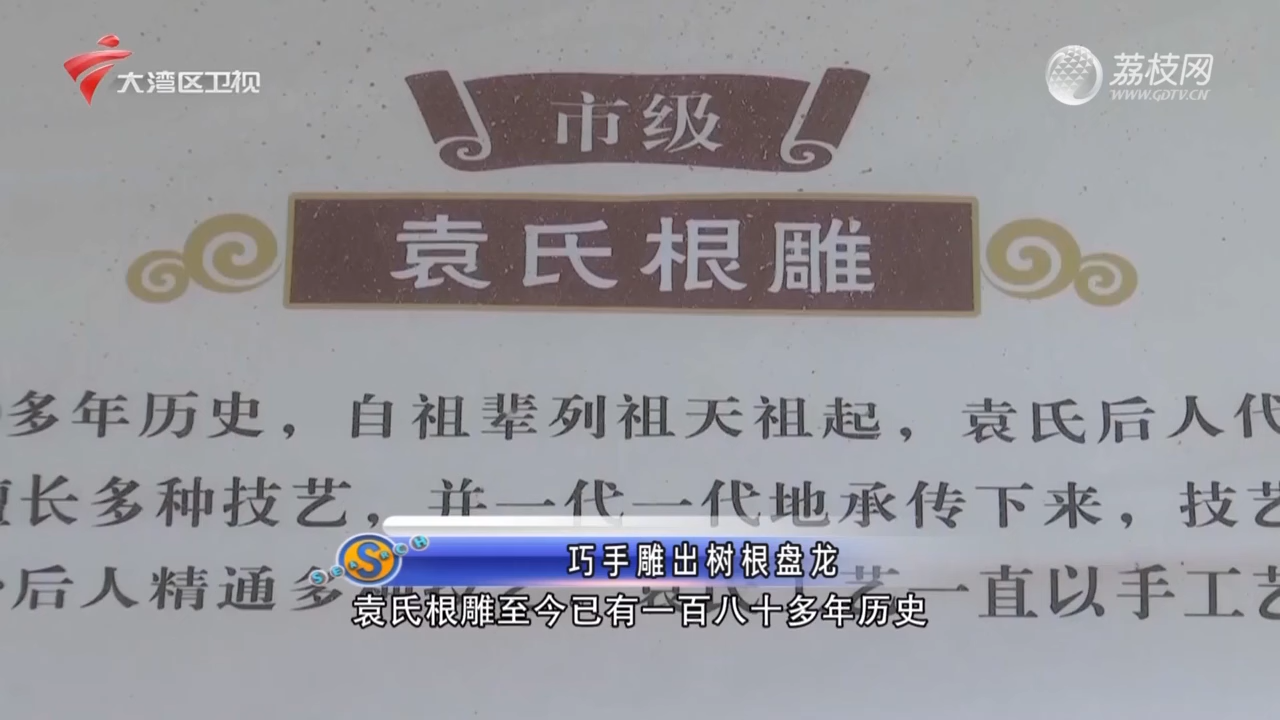 大湾区卫视
荔枝网
WWW.GDTV.CN
市级
袁氏根雕
多年历史，自祖辈列祖天祖起，袁氏后人代
长多种技艺，并一代一代地承传下来，技艺
后人精通多
艺一直以手工艺
SEARCH
巧手雕出树根盘龙
袁氏根雕至今已有一百八十多年历史